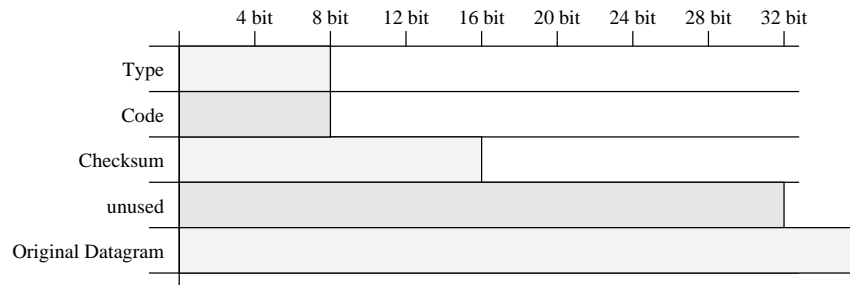 4 bit 8 bit 12 bit 16 bit 20 bit 24 bit 28 bit 32 bit
Type
Code
Checksum
unused
Original Datagram